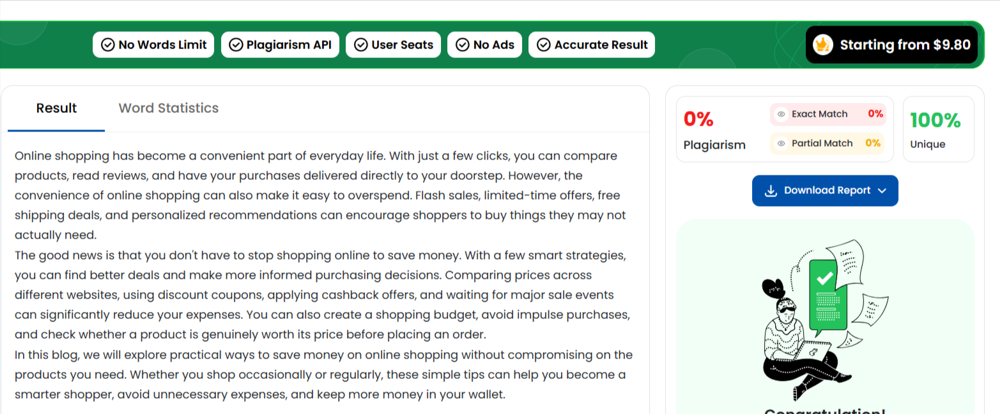 No Words Limit
Plagiarism API
User Seats
No Ads
Accurate Result
Starting from $9.80
Result
Word Statistics
Online shopping has become a convenient part of everyday life. With just a few clicks, you can compare
products, read reviews, and have your purchases delivered directly to your doorstep. However, the
convenience of online shopping can also make it easy to overspend. Flash sales, limited-time offers, free
shipping deals, and personalized recommendations can encourage shoppers to buy things they may not
actually need.
The good news is that you don't have to stop shopping online to save money. With a few smart strategies,
you can find better deals and make more informed purchasing decisions. Comparing prices across
different websites, using discount coupons, applying cashback offers, and waiting for major sale events
can significantly reduce your expenses. You can also create a shopping budget, avoid impulse purchases,
and check whether a product is genuinely worth its price before placing an order.
In this blog, we will explore practical ways to save money on online shopping without compromising on the
products you need. Whether you shop occasionally or regularly, these simple tips can help you become a
smarter shopper, avoid unnecessary expenses, and keep more money in your wallet.
0%
Plagiarism
Exact Match 0%
Partial Match 0%
100%
Unique
Download Report
Congratulation!